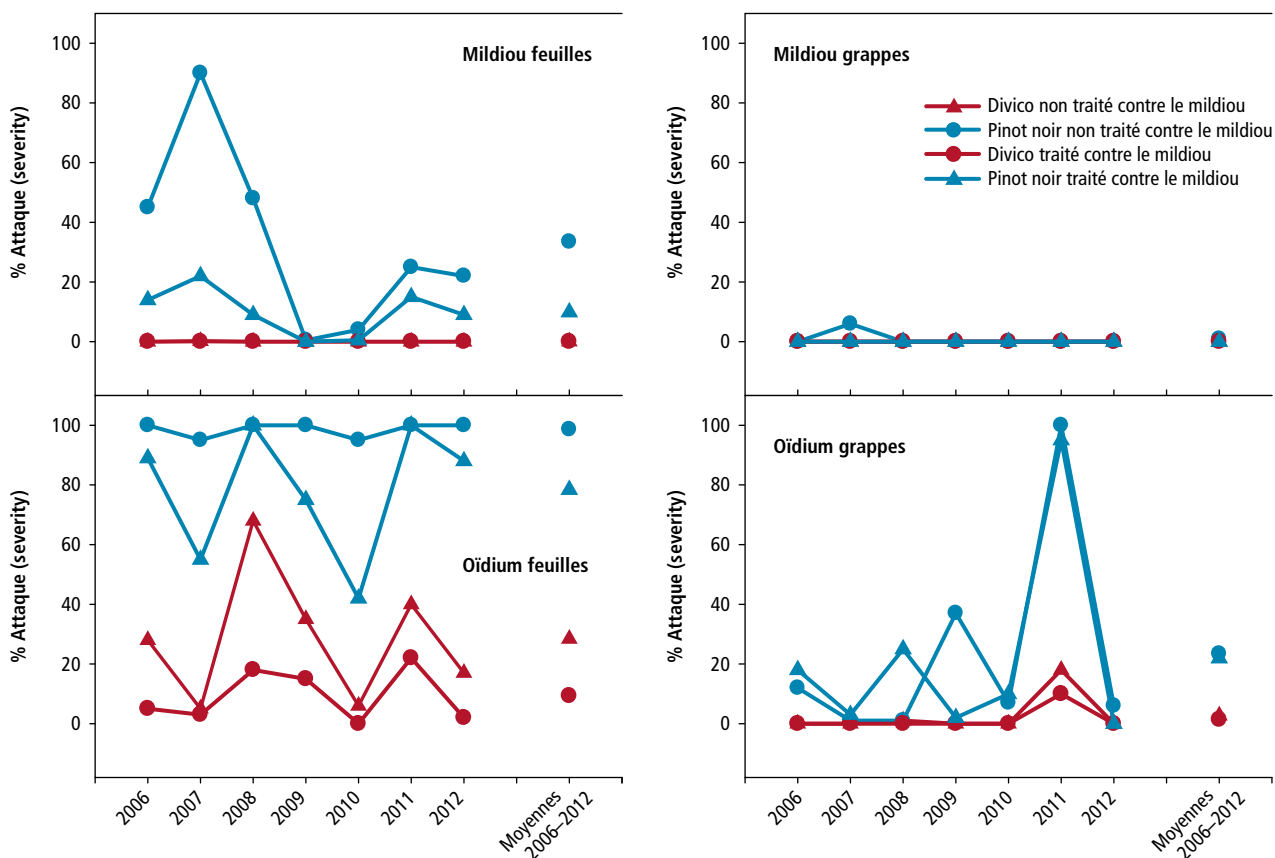 Mildiou feuilles
% Attaque (severity)
100
80
60
40
20
0
Mildiou grappes
% Attaque (severity)
100
80
60
40
20
0
Divico non traité contre le mildiou
Pinot noir non traité contre le mildiou
Divico traité contre le mildiou
Pinot noir traité contre le mildiou
Oïdium feuilles
% Attaque (severity)
100
80
60
40
20
0
2006
2007
2008
2009
2010
2011
2012
Moyennes
2006–2012
Oïdium grappes
% Attaque (severity)
100
80
60
40
20
0
2006
2007
2008
2009
2010
2011
2012
Moyennes
2006–2012